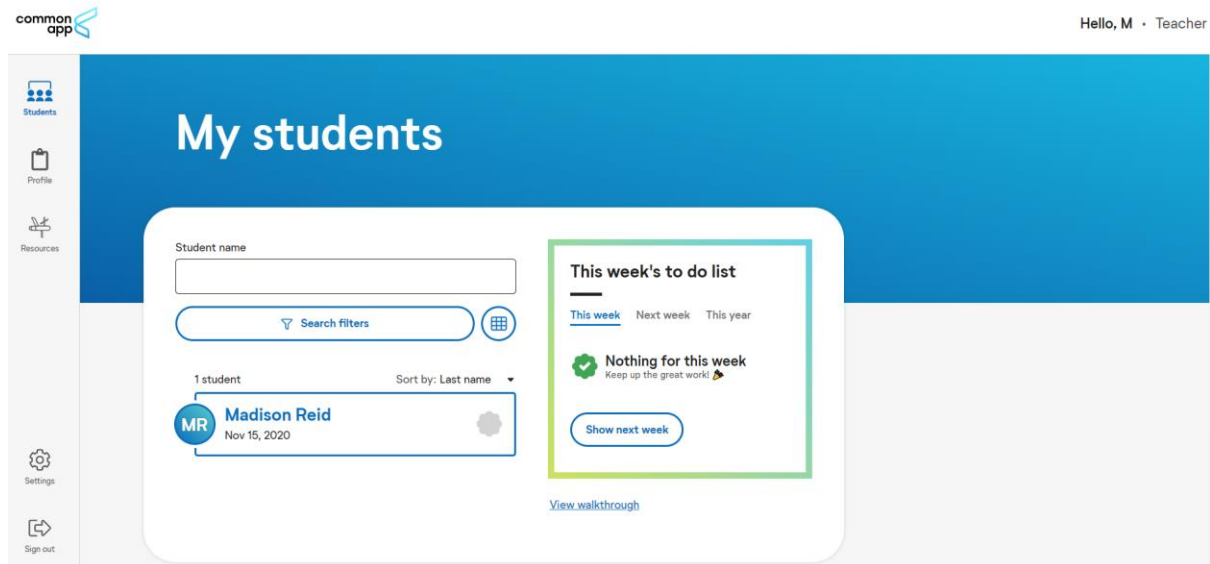 common
app
Hello, M · Teacher
Students
Profile
Resources
Settings
Sign out
My students
Student name
Search filters
1 student
Sort by: Last name
MR
Madison Reid
Nov 15, 2020
This week's to do list
This week Next week This year
Nothing for this week
Keep up the great work! 🎉
Show next week
View walkthrough